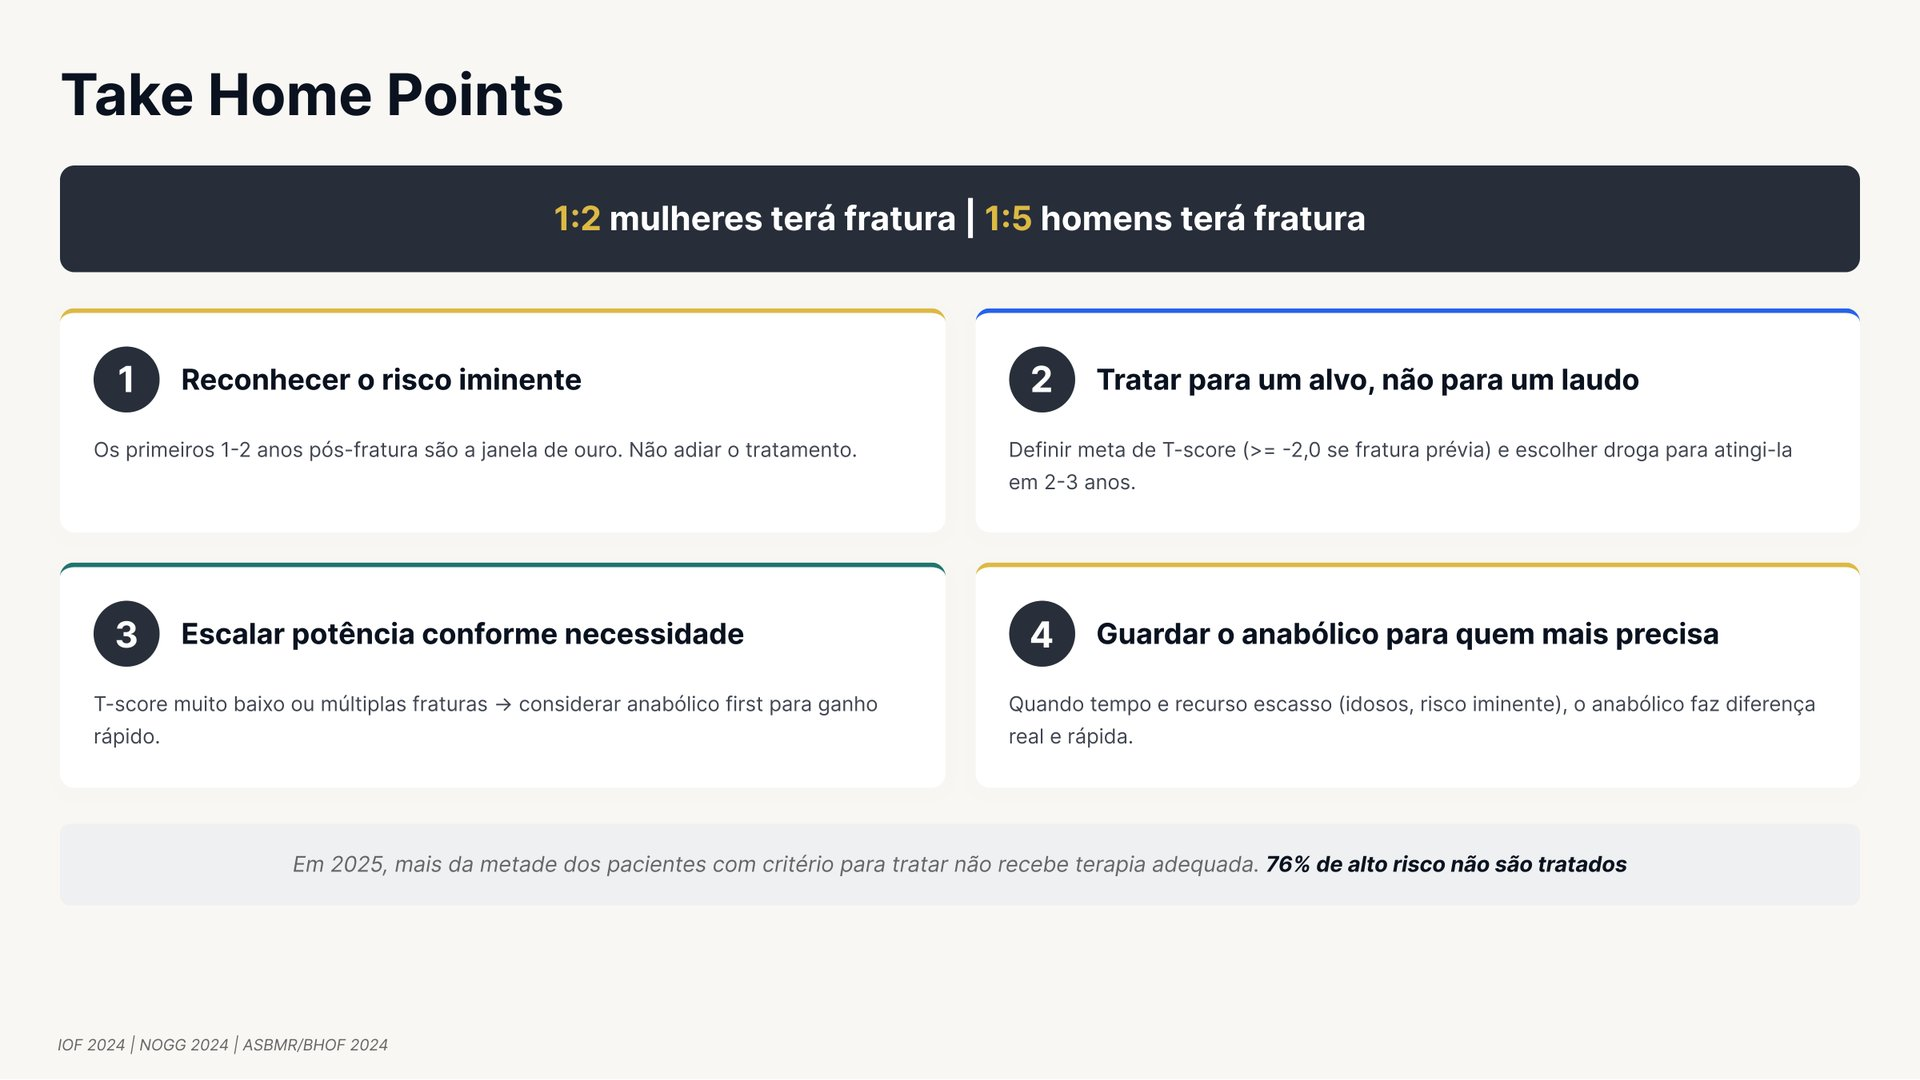 Take Home Points
1:2 mulheres terá fratura | 1:5 homens terá fratura
1
Reconhecer o risco iminente
Os primeiros 1-2 anos pós-fratura são a janela de ouro. Não adiar o tratamento.
2
Tratar para um alvo, não para um laudo
Definir meta de T-score (>= -2,0 se fratura prévia) e escolher droga para atingi-la
em 2-3 anos.
3
Escalar potência conforme necessidade
T-score muito baixo ou múltiplas fraturas → considerar anabólico first para ganho
rápido.
4
Guardar o anabólico para quem mais precisa
Quando tempo e recurso escasso (idosos, risco iminente), o anabólico faz diferença
real e rápida.
Em 2025, mais da metade dos pacientes com critério para tratar não recebe terapia adequada. 76% de alto risco não são tratados
IOF 2024 | NOGG 2024 | ASBMR/BHOF 2024